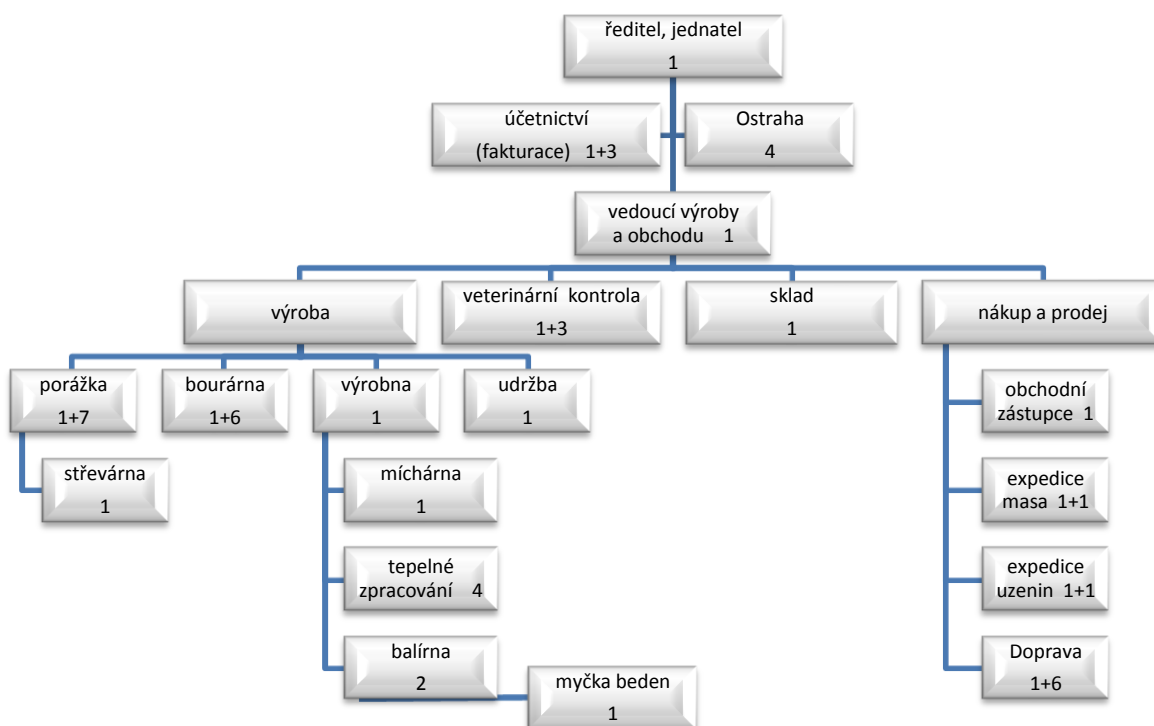 ředitel, jednatel
1
účetnictví
(fakturace) 1+3
Ostraha
4
vedoucí výroby
a obchodu 1
výroba
veterinární kontrola
1+3
sklad
1
nákup a prodej
porážka
1+7
bourárna
1+6
výrobna
1
udržba
1
střevárna
1
míchárna
1
tepelné
zpracování 4
balírna
2
myčka beden
1
obchodní
zástupce 1
expedice
masa 1+1
expedice
uzenin 1+1
Doprava
1+6